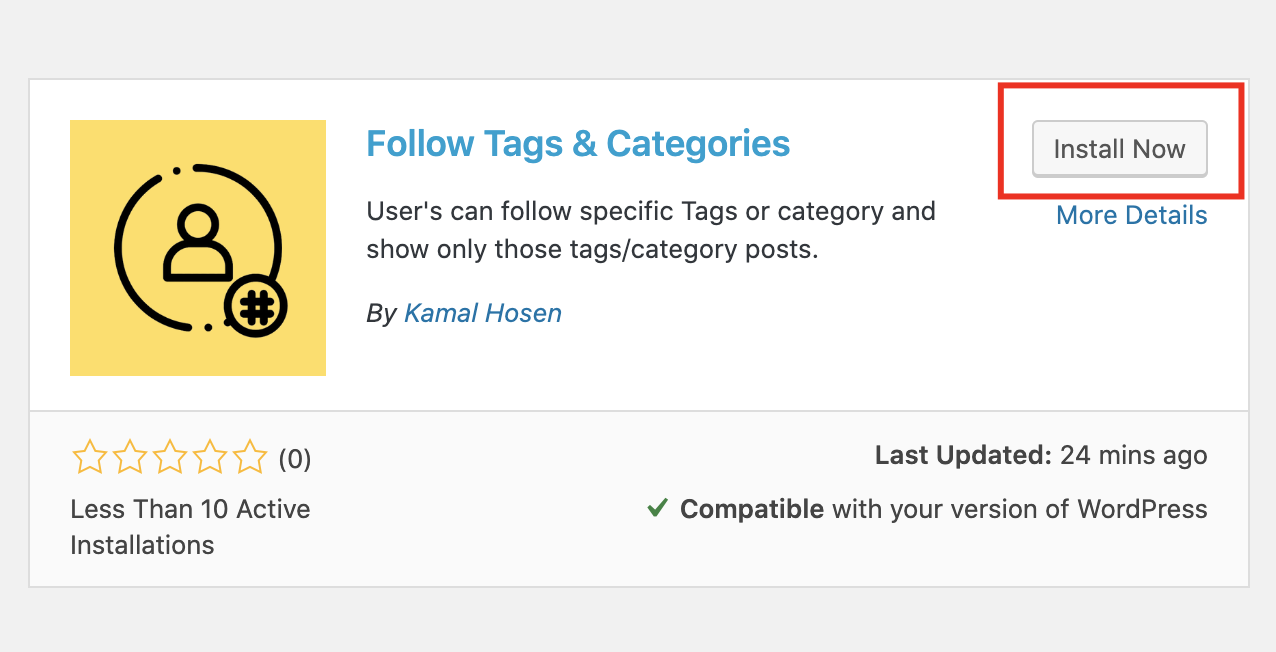 Follow Tags & Categories
Install Now
More Details
User's can follow specific Tags or category and
show only those tags/category posts.
By Kamal Hosen
(0)
Less Than 10 Active
Installations
Last Updated: 24 mins ago
Compatible with your version of WordPress